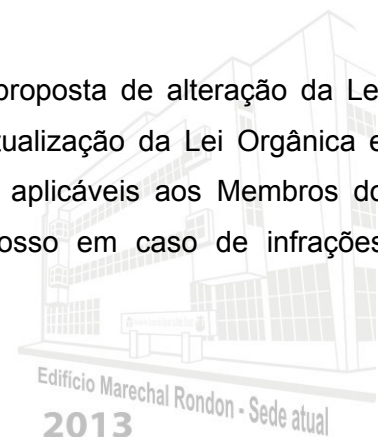 proposta de alteração da Le
tualização da Lei Orgânica e
aplicáveis aos Membros do
osso em caso de infrações
Edifício Marechal Rondon - Sede atual
2013